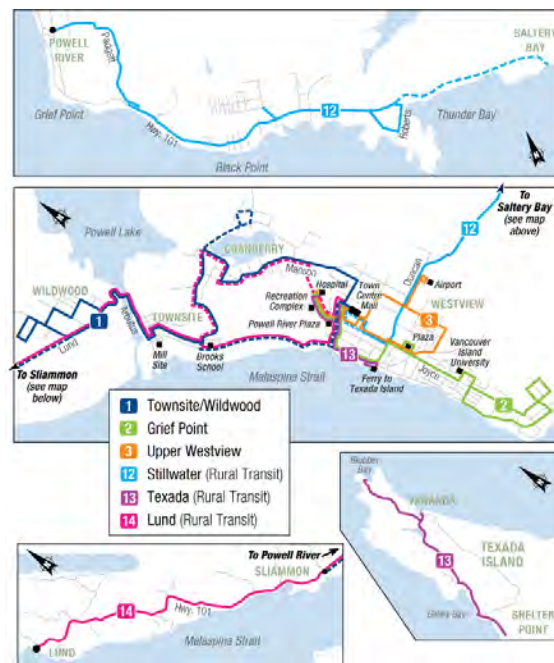 POWELL
RIVER
Padgett
SALTERY
BAY
Grief Point
Hwy. 101
12
Roberts
Thunder Bay
Black Point
To
Saltery Bay
(see map
above)
12
Powell Lake
CRANBERRY
Manson
Hospital
Town
Centre
Mall
Duncan
Airport
WILDWOOD
Recreation
Complex
WESTVIEW
3
1
Arbutus
TOWNSITE
Powell River Plaza
Lund
Mill
Site
Brooks
School
13
Plaza
Vancouver
Island
University
Joyce
To Sliammon
(see map
below)
Malaspina Strait
Ferry to
Texada Island
2
1 Townsite/Wildwood
2 Grief Point
3 Upper Westview
12 Stillwater (Rural Transit)
13 Texada (Rural Transit)
14 Lund (Rural Transit)
Blubber
Bay
VANANDA
TEXADA
ISLAND
13
Gillies Bay
SHELTER
POINT
To Powell River
SLIAMMON
14
Hwy. 101
Malaspina Strait
LUND